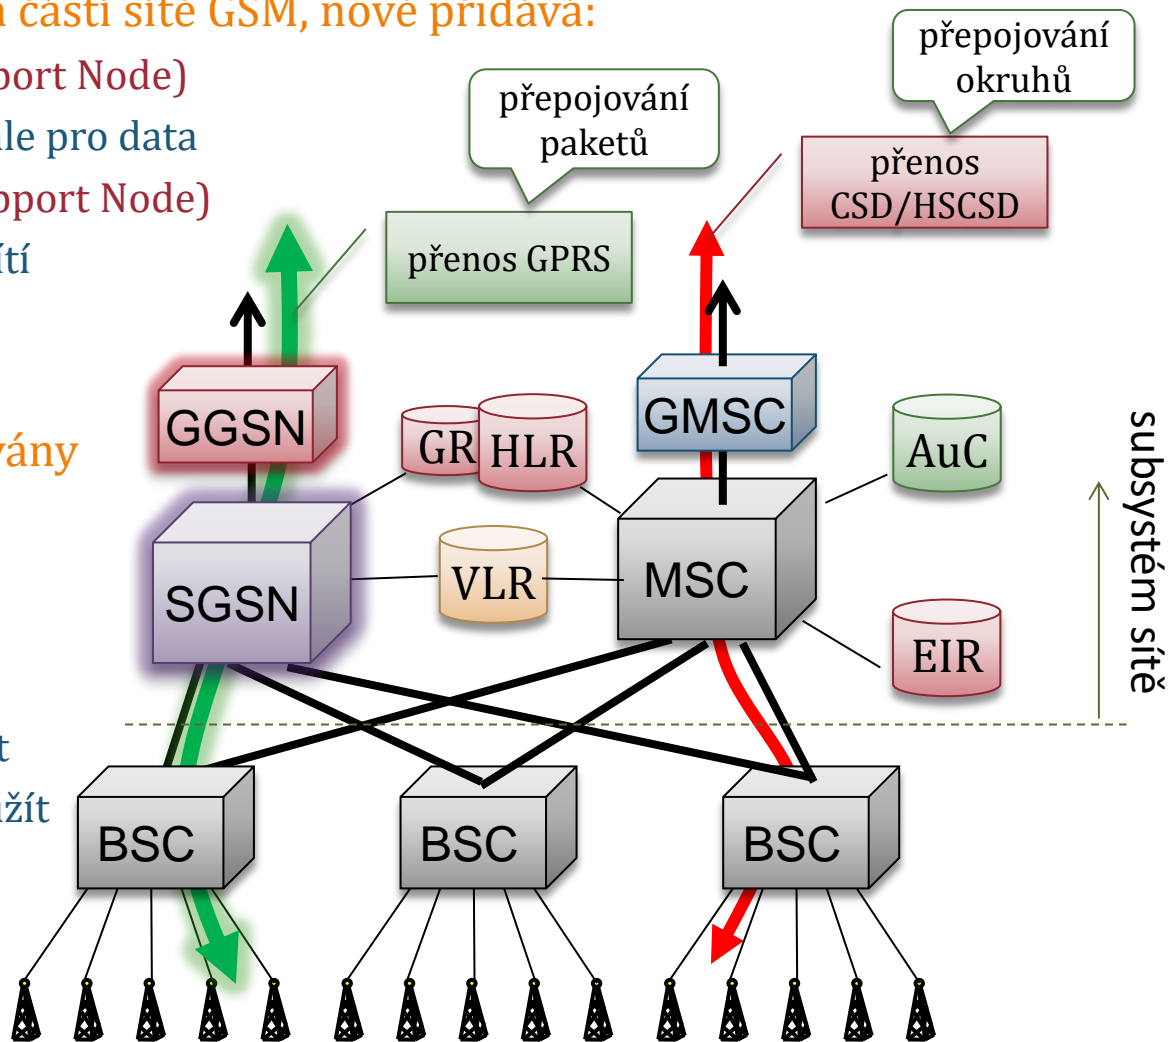 části sítě GSM, nově přidává:
port Node)
le pro data
pport Node)
ítí
vány
t
užít
přepojování
paketů
přepojování
okruhů
přenos GPRS
přenos
CSD/HSCSD
GGSN
GR
HLR
GMSC
AuC
SGSN
VLR
MSC
EIR
subsystém sítě
BSC
BSC
BSC